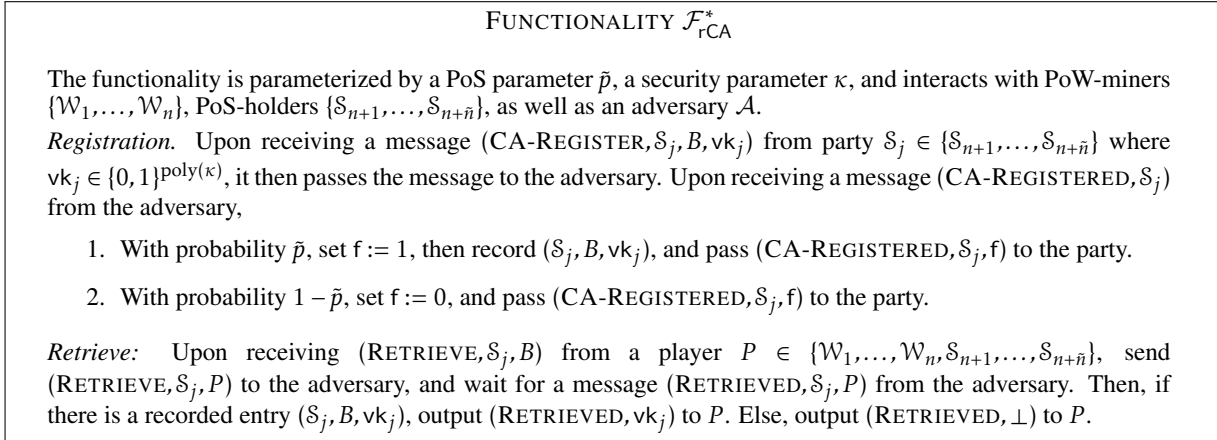 FUNCTIONALITY 𝓕*rCA
The functionality is parameterized by a PoS parameter p̃, a security parameter κ, and interacts with PoW-miners
{𝒲₁,…,𝒲ₙ}, PoS-holders {𝒮ₙ₊₁,…,𝒮ₙ₊ñ}, as well as an adversary 𝒜.
Registration. Upon receiving a message (CA-REGISTER, 𝒮ⱼ, B, vkⱼ) from party 𝒮ⱼ ∈ {𝒮ₙ₊₁,…,𝒮ₙ₊ñ} where
vkⱼ ∈ {0,1}^poly(κ), it then passes the message to the adversary. Upon receiving a message (CA-REGISTERED, 𝒮ⱼ)
from the adversary,
1. With probability p̃, set f := 1, then record (𝒮ⱼ, B, vkⱼ), and pass (CA-REGISTERED, 𝒮ⱼ, f) to the party.
2. With probability 1 − p̃, set f := 0, and pass (CA-REGISTERED, 𝒮ⱼ, f) to the party.
Retrieve: Upon receiving (RETRIEVE, 𝒮ⱼ, B) from a player P ∈ {𝒲₁,…,𝒲ₙ, 𝒮ₙ₊₁,…,𝒮ₙ₊ñ}, send
(RETRIEVE, 𝒮ⱼ, P) to the adversary, and wait for a message (RETRIEVED, 𝒮ⱼ, P) from the adversary. Then, if
there is a recorded entry (𝒮ⱼ, B, vkⱼ), output (RETRIEVED, vkⱼ) to P. Else, output (RETRIEVED, ⊥) to P.